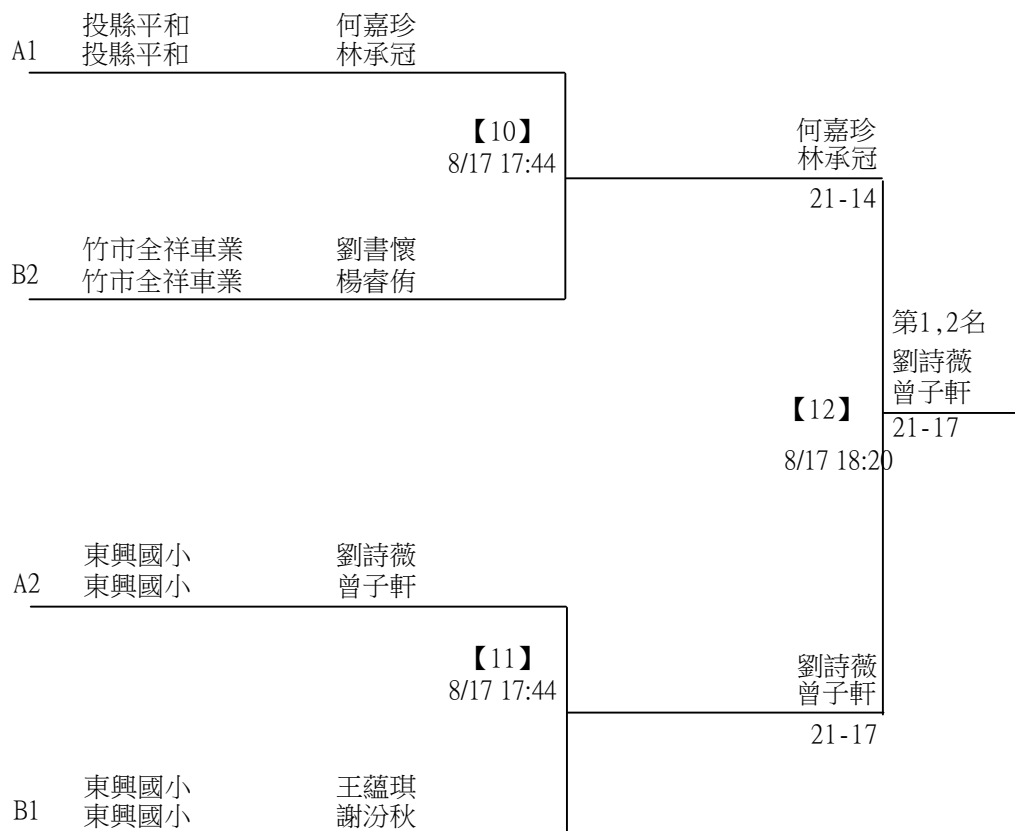 投縣平和 何嘉珍
A1 投縣平和 林承冠
【10】
8/17 17:44
何嘉珍
林承冠
21-14
竹市全祥車業 劉書懷
B2 竹市全祥車業 楊睿侑
第1,2名
劉詩薇
曾子軒
【12】
21-17
8/17 18:20
東興國小 劉詩薇
A2 東興國小 曾子軒
【11】
8/17 17:44
劉詩薇
曾子軒
21-17
東興國小 王蘊琪
B1 東興國小 謝汾秋